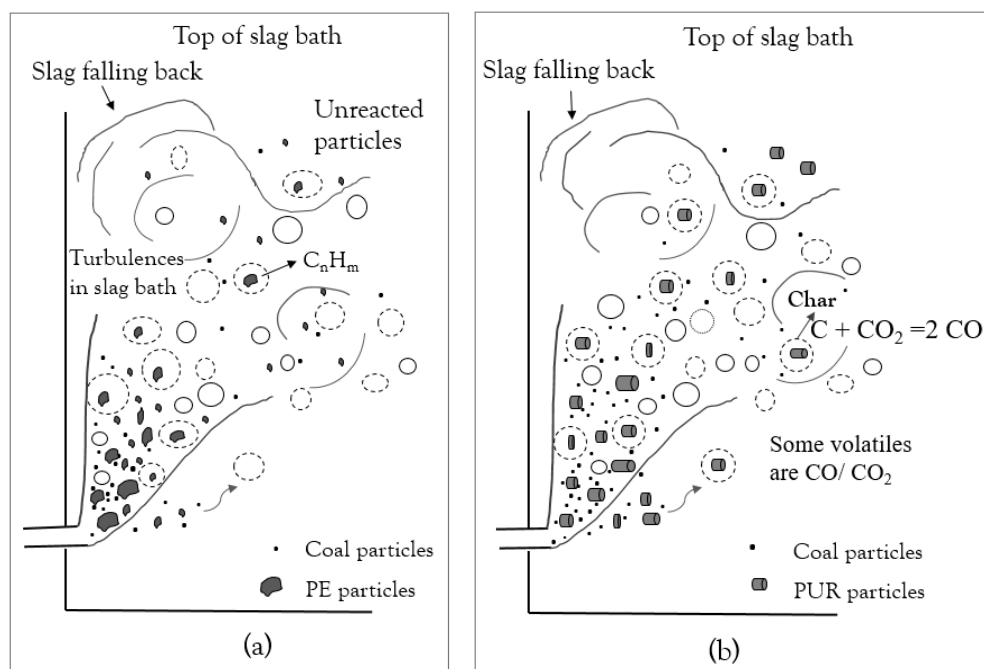 Top of slag bath
Slag falling back
Unreacted
particles
Turbulences
in slag bath
CₙHₘ
Coal particles
PE particles
(a)
Top of slag bath
Slag falling back
Char
C + CO₂ =2 CO
Some volatiles
are CO/ CO₂
Coal particles
PUR particles
(b)